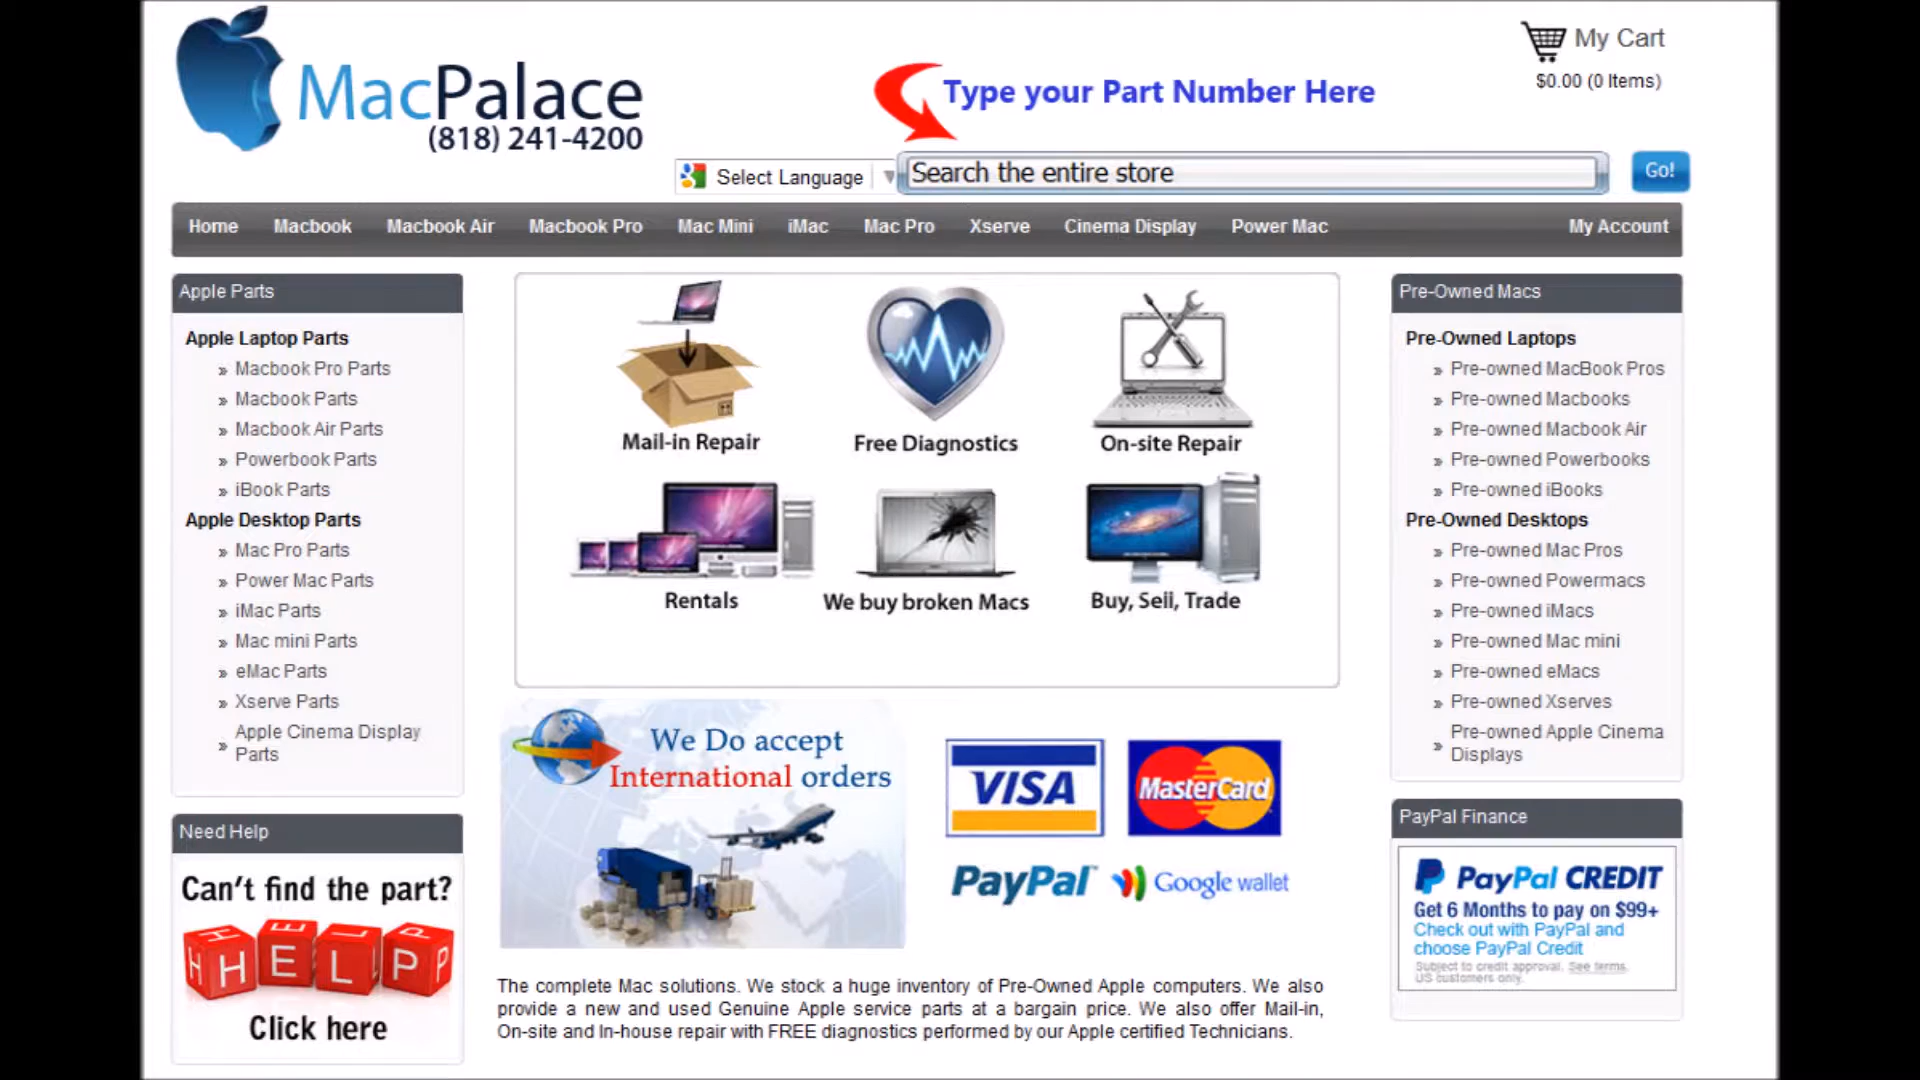 MacPalace
(818) 241-4200
Type your Part Number Here
My Cart
$0.00 (0 Items)
Select Language
Search the entire store
Go!
Home Macbook Macbook Air Macbook Pro Mac Mini iMac Mac Pro Xserve Cinema Display Power Mac My Account
Apple Parts
Apple Laptop Parts
» Macbook Pro Parts
» Macbook Parts
» Macbook Air Parts
» Powerbook Parts
» iBook Parts
Apple Desktop Parts
» Mac Pro Parts
» Power Mac Parts
» iMac Parts
» Mac mini Parts
» eMac Parts
» Xserve Parts
» Apple Cinema Display
Parts
Need Help
Can't find the part?
HELP
Click here
Mail-in Repair
Free Diagnostics
On-site Repair
Rentals
We buy broken Macs
Buy, Sell, Trade
We Do accept
International orders
VISA
MasterCard
PayPal
Google wallet
The complete Mac solutions. We stock a huge inventory of Pre-Owned Apple computers. We also
provide a new and used Genuine Apple service parts at a bargain price. We also offer Mail-in,
On-site and In-house repair with FREE diagnostics performed by our Apple certified Technicians.
Pre-Owned Macs
Pre-Owned Laptops
» Pre-owned MacBook Pros
» Pre-owned Macbooks
» Pre-owned Macbook Air
» Pre-owned Powerbooks
» Pre-owned iBooks
Pre-Owned Desktops
» Pre-owned Mac Pros
» Pre-owned Powermacs
» Pre-owned iMacs
» Pre-owned Mac mini
» Pre-owned eMacs
» Pre-owned Xserves
» Pre-owned Apple Cinema
Displays
PayPal Finance
PayPal CREDIT
Get 6 Months to pay on $99+
Check out with PayPal and
choose PayPal Credit
Subject to credit approval. See terms.
US customers only.